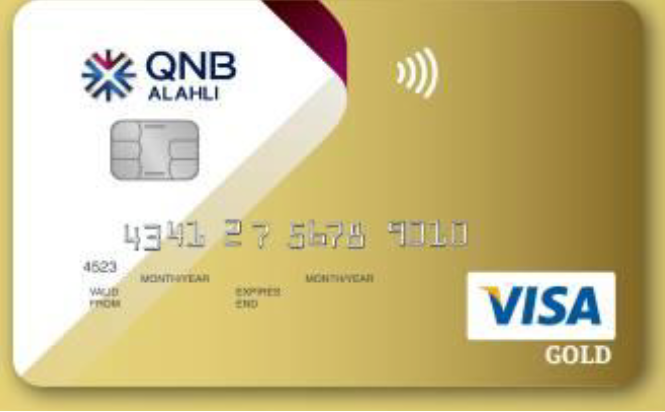 QNB
ALAHLI
4341 27 5678 9010
4523
MONTH/YEAR MONTH/YEAR
VALID EXPIRES
FROM END
VISA
GOLD